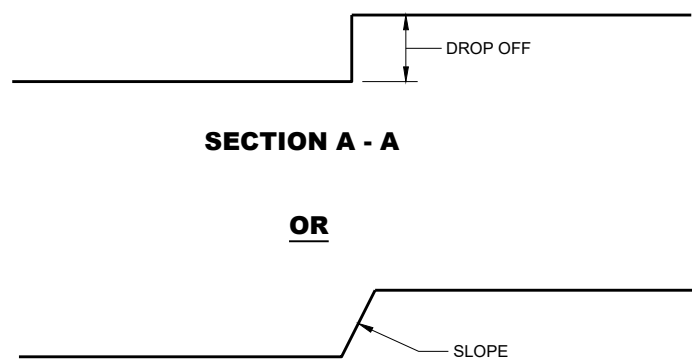 DROP OFF
SECTION A - A
OR
SLOPE